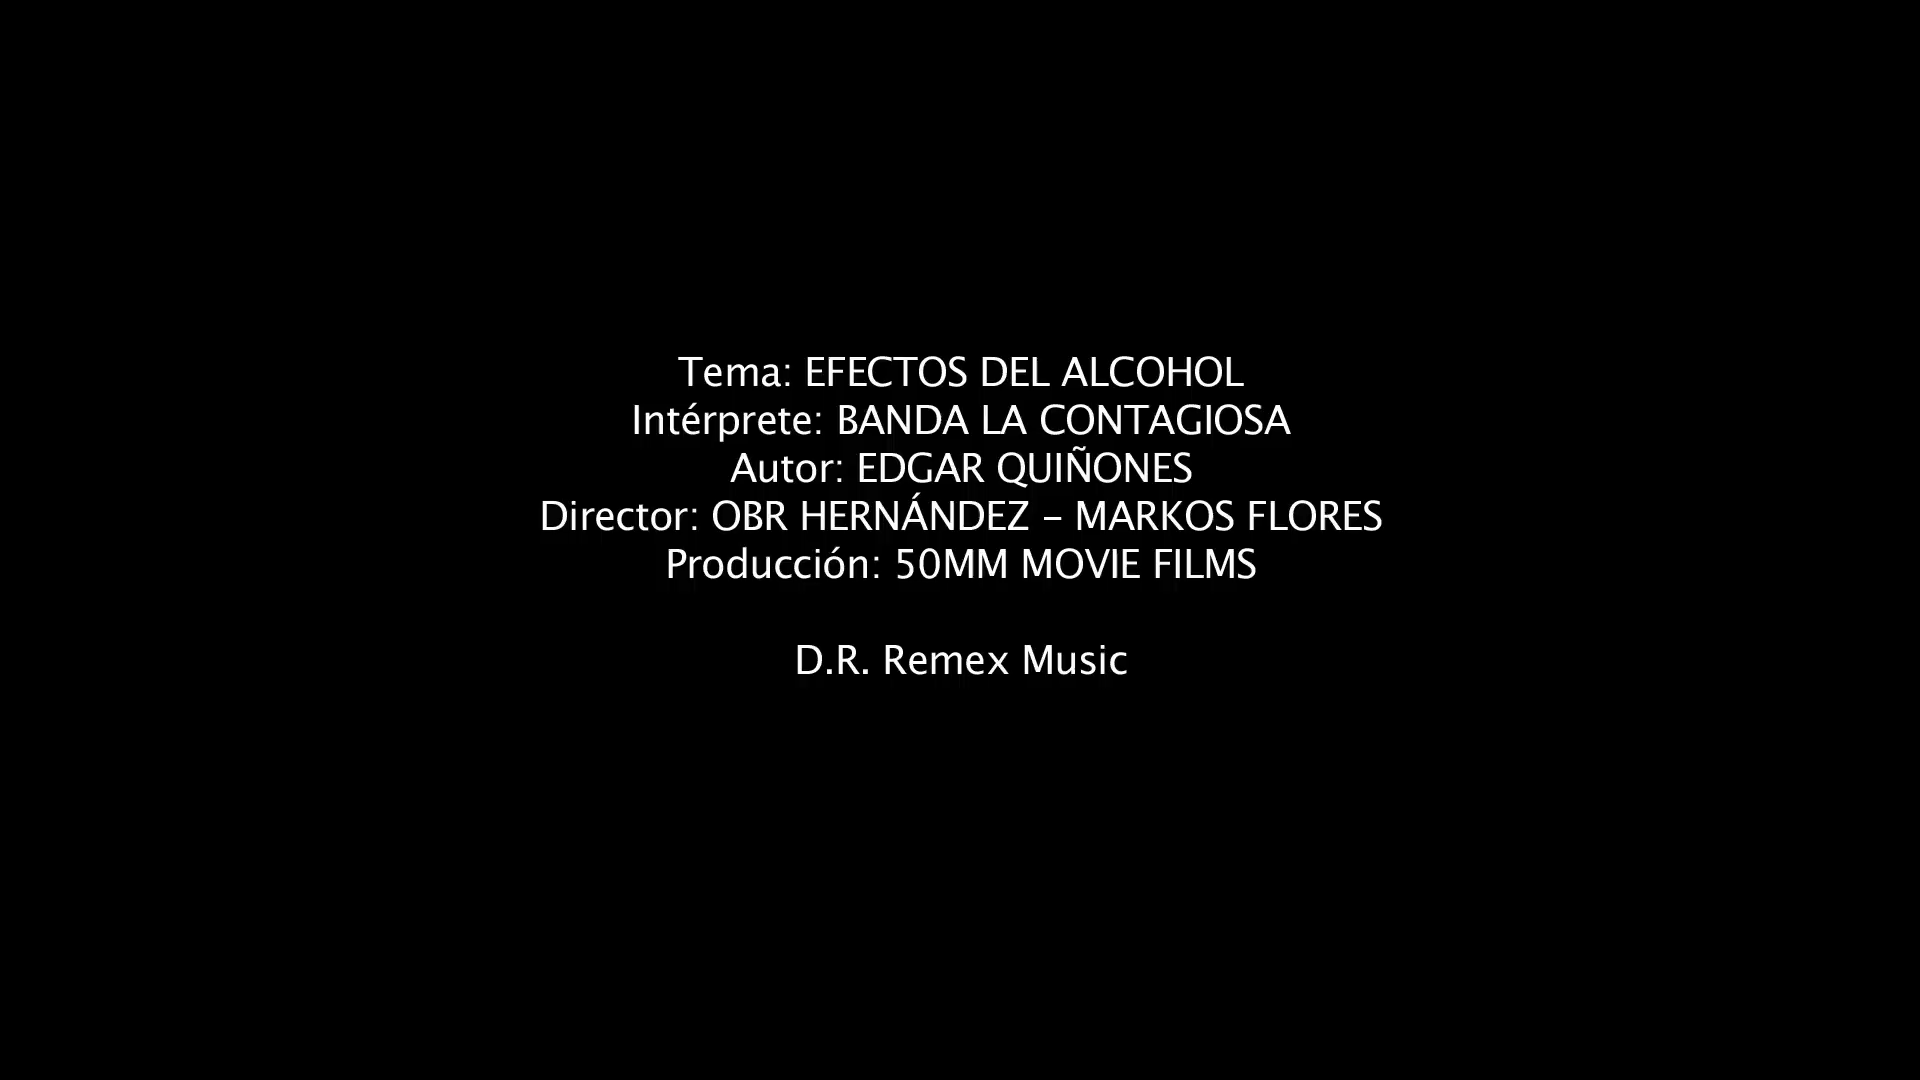 Tema: EFECTOS DEL ALCOHOL
Intérprete: BANDA LA CONTAGIOSA
Autor: EDGAR QUIÑONES
Director: OBR HERNÁNDEZ – MARKOS FLORES
Producción: 50MM MOVIE FILMS
D.R. Remex Music